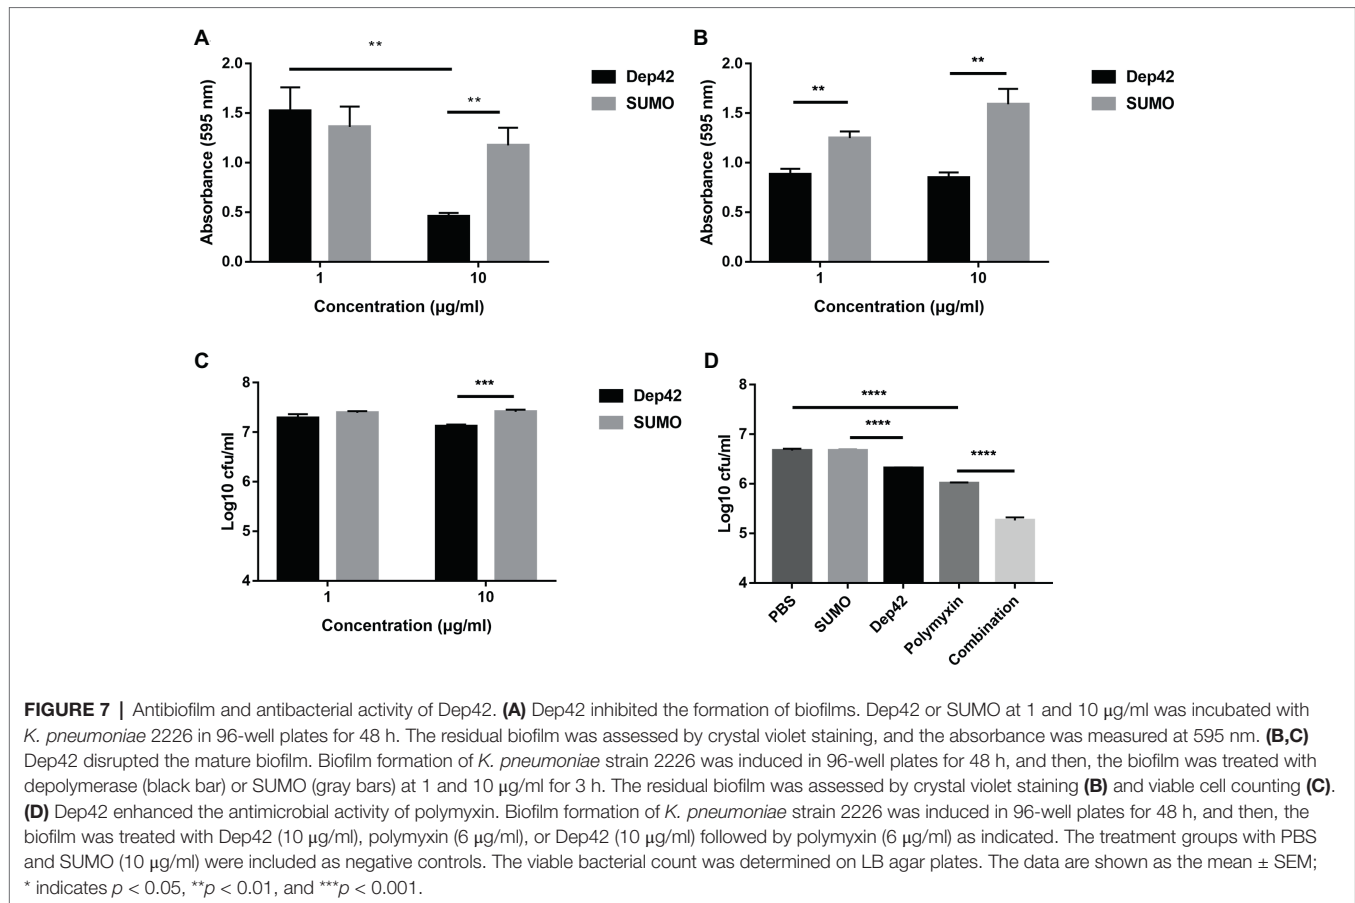 A
**
2.0
1.5
1.0
0.5
0.0
Absorbance (595 nm)
**
Dep42
SUMO
1
10
Concentration (µg/ml)
B
**
**
2.0
1.5
1.0
0.5
0.0
Absorbance (595 nm)
Dep42
SUMO
1
10
Concentration (µg/ml)
C
8
7
6
5
4
Log10 cfu/ml
***
Dep42
SUMO
1
10
Concentration (µg/ml)
D
8
7
6
5
4
Log10 cfu/ml
****
****
****
PBS
SUMO
Dep42
Polymyxin
Combination
FIGURE 7 | Antibiofilm and antibacterial activity of Dep42. (A) Dep42 inhibited the formation of biofilms. Dep42 or SUMO at 1 and 10 μg/ml was incubated with
K. pneumoniae 2226 in 96-well plates for 48 h. The residual biofilm was assessed by crystal violet staining, and the absorbance was measured at 595 nm. (B,C)
Dep42 disrupted the mature biofilm. Biofilm formation of K. pneumoniae strain 2226 was induced in 96-well plates for 48 h, and then, the biofilm was treated with
depolymerase (black bar) or SUMO (gray bars) at 1 and 10 μg/ml for 3 h. The residual biofilm was assessed by crystal violet staining (B) and viable cell counting (C).
(D) Dep42 enhanced the antimicrobial activity of polymyxin. Biofilm formation of K. pneumoniae strain 2226 was induced in 96-well plates for 48 h, and then, the
biofilm was treated with Dep42 (10 μg/ml), polymyxin (6 μg/ml), or Dep42 (10 μg/ml) followed by polymyxin (6 μg/ml) as indicated. The treatment groups with PBS
and SUMO (10 μg/ml) were included as negative controls. The viable bacterial count was determined on LB agar plates. The data are shown as the mean ± SEM;
* indicates p < 0.05, **p < 0.01, and ***p < 0.001.